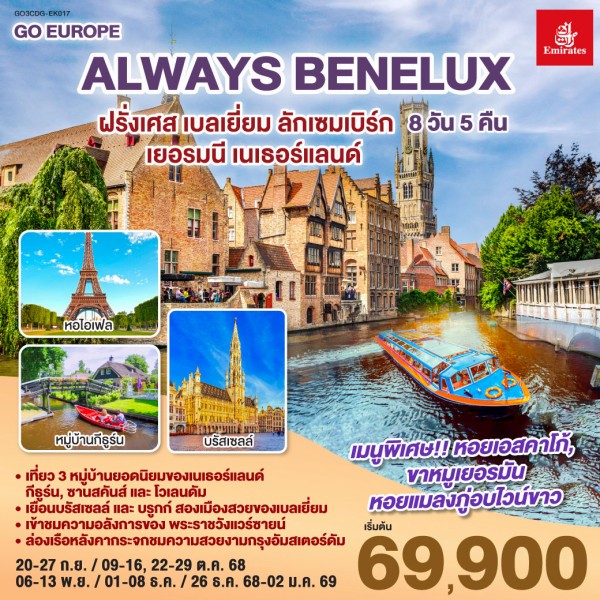 GO3CDG-EK017
GO EUROPE
Emirates
ALWAYS BENELUX
ฝรั่งเศส เบลเยี่ยม ลักเซมเบิร์ก 8 วัน 5 คืน
เยอรมนี เนเธอร์แลนด์
หอไอเฟล
หมู่บ้านกีธูร์น
บรัสเซลล์
เมนูพิเศษ!! หอยเอสคาโก้,
ขาหมูเยอรมัน
หอยแมลงภู่อบไวน์ขาว
• เที่ยว 3 หมู่บ้านยอดนิยมของเนเธอร์แลนด์
กีธูร์น, ซานสคันส์ และ โวเลนดัม
• เยือนบรัสเซลล์ และ บรูกก์ สองเมืองสวยของเบลเยี่ยม
• เข้าชมความอลังการของ พระราชวังแวร์ซายน์
• ล่องเรือหลังคากระจกชมความสวยงามกรุงอัมสเตอร์ดัม
20-27 ก.ย. / 09-16, 22-29 ต.ค. 68
06-13 พ.ย. / 01-08 ธ.ค. / 26 ธ.ค. 68-02 ม.ค. 69
เริ่มต้น
69,900